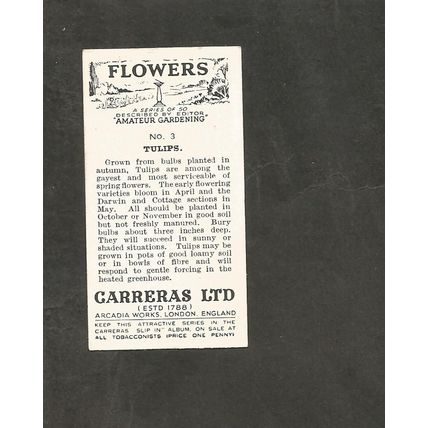 FLOWERS
A SERIES OF 50
DESCRIBED BY EDITOR
"AMATEUR GARDENING"
NO. 3
TULIPS.
Grown from bulbs planted in
autumn, Tulips are among the
gayest and most serviceable of
spring flowers. The early flowering
varieties bloom in April and the
Darwin and Cottage sections in
May. All should be planted in
October or November in good soil
but not freshly manured. Bury
bulbs about three inches deep.
They will succeed in sunny or
shaded situations. Tulips may be
grown in pots of good loamy soil
or in bowls of fibre and will
respond to gentle forcing in the
heated greenhouse.
CARRERAS LTD
(ESTD 1788)
ARCADIA WORKS, LONDON, ENGLAND
KEEP THIS ATTRACTIVE SERIES IN THE
CARRERAS "SLIP IN" ALBUM, ON SALE AT
ALL TOBACCONISTS (PRICE ONE PENNY)